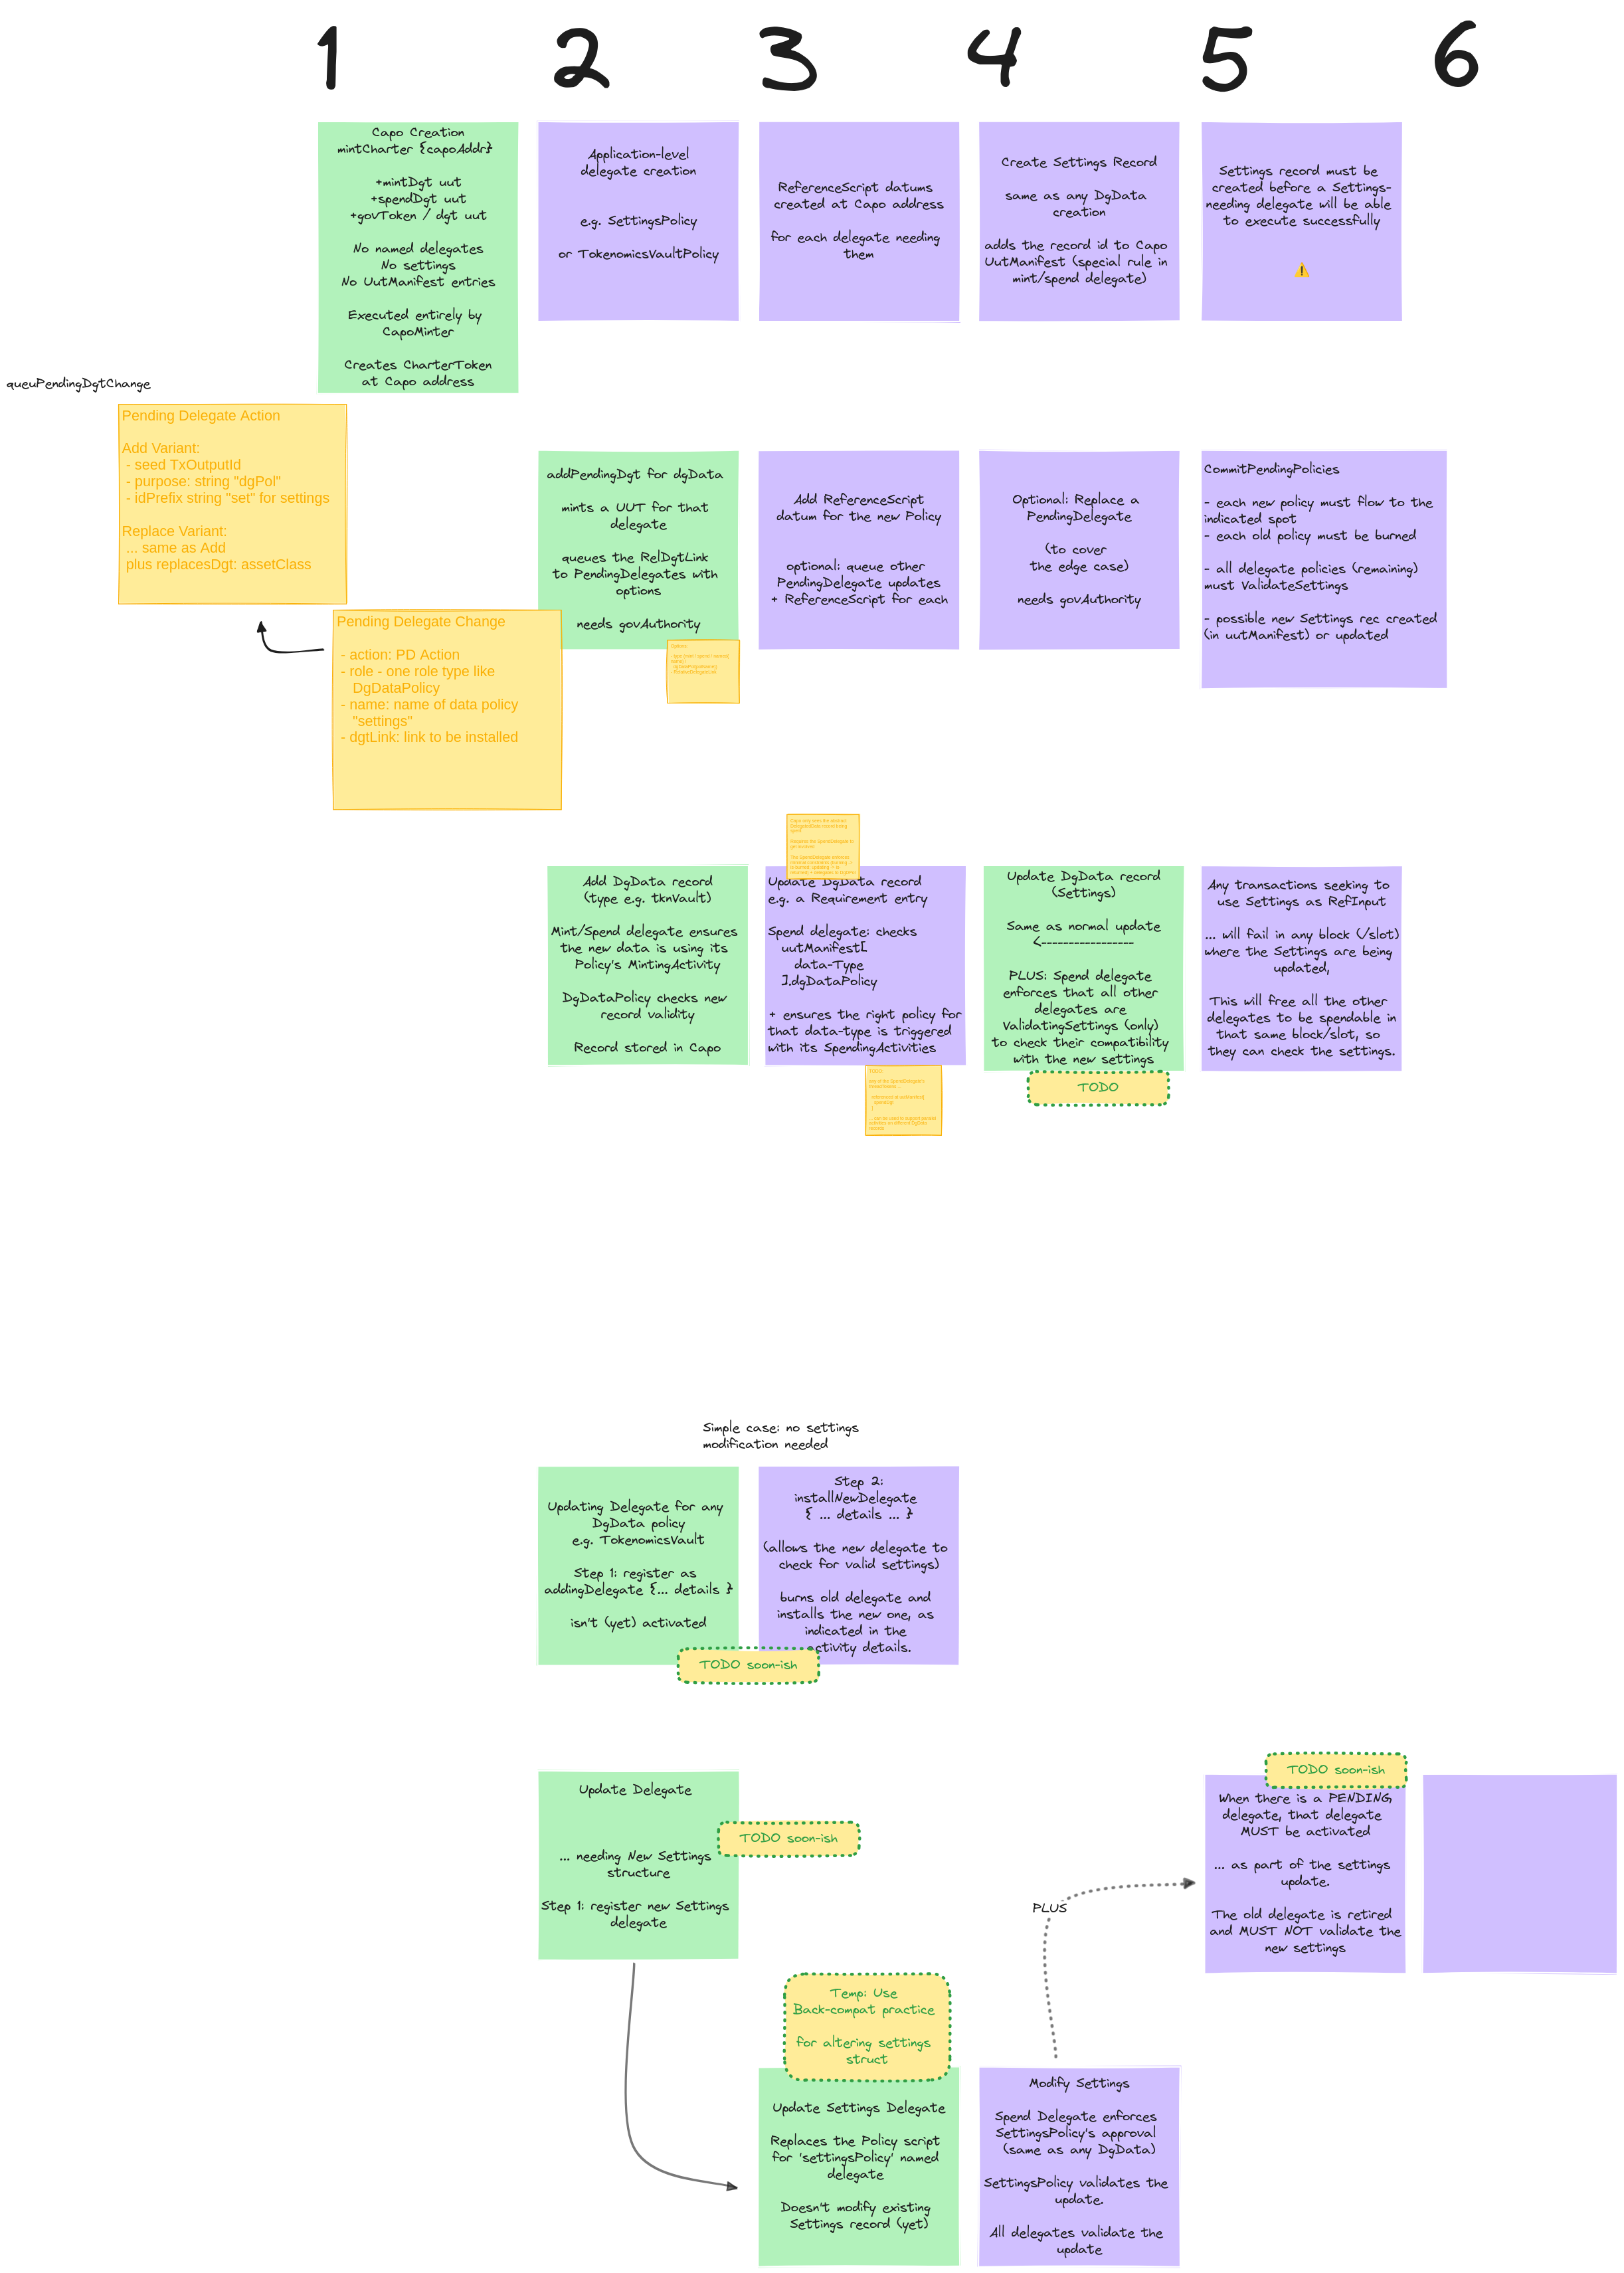 1
2
3
4
5
6
Capo Creation
mintCharter {capoAddr}
+mintDgt uut
+spendDgt uut
+govToken / dgt uut
No named delegates
No settings
No UutManifest entries
Executed entirely by
CapoMinter
Creates CharterToken
at Capo address
Application-level
delegate creation
e.g. SettingsPolicy
or TokenomicsVaultPolicy
ReferenceScript datums
created at Capo address
for each delegate needing
them
Create Settings Record
same as any DgData
creation
adds the record id to Capo
UutManifest (special rule in
mint/spend delegate)
Settings record must be
created before a Settings-
needing delegate will be able
to execute successfully
⚠️
queuPendingDgtChange
Pending Delegate Action
Add Variant:
- seed TxOutputId
- purpose: string "dgPol"
- idPrefix string "set" for settings
Replace Variant:
... same as Add
plus replacesDgt: assetClass
Pending Delegate Change
- action: PD Action
- role - one role type like
DgDataPolicy
- name: name of data policy
"settings"
- dgtLink: link to be installed
addPendingDgt for dgData
mints a UUT for that
delegate
queues the RelDgtLink
to PendingDelegates with
options
needs govAuthority
Options:
Add ReferenceScript
datum for the new Policy
optional: queue other
PendingDelegate updates
+ ReferenceScript for each
Optional: Replace a
PendingDelegate
(to cover
the edge case)
needs govAuthority
CommitPendingPolicies
- each new policy must flow to the
indicated spot
- each old policy must be burned
- all delegate policies (remaining)
must ValidateSettings
- possible new Settings rec created
(in uutManifest) or updated
Add DgData record
(type e.g. tknVault)
Mint/Spend delegate ensures
the new data is using its
Policy's MintingActivity
DgDataPolicy checks new
record validity
Record stored in Capo
Update DgData record
e.g. a Requirement entry
Spend delegate: checks
uutManifest[
data-Type
].dgDataPolicy
+ ensures the right policy for
that data-type is triggered
with its SpendingActivities
TODO:
Update DgData record
(Settings)
Same as normal update
<-----------------
PLUS: Spend delegate
enforces that all other
delegates are
ValidatingSettings (only)
to check their compatibility
with the new settings
TODO
Any transactions seeking to
use Settings as RefInput
... will fail in any block (/slot)
where the Settings are being
updated,
This will free all the other
delegates to be spendable in
that same block/slot, so
they can check the settings.
Simple case: no settings
modification needed
Updating Delegate for any
DgData policy
e.g. TokenomicsVault
Step 1: register as
addingDelegate {... details }
isn't (yet) activated
Step 2:
installNewDelegate
{ ... details ... }
(allows the new delegate to
check for valid settings)
burns old delegate and
installs the new one, as
indicated in the
activity details.
TODO soon-ish
Update Delegate
... needing New Settings
structure
Step 1: register new Settings
delegate
TODO soon-ish
TODO soon-ish
When there is a PENDING
delegate, that delegate
MUST be activated
... as part of the settings
update.
The old delegate is retired
and MUST NOT validate the
new settings
PLUS
Temp: Use
Back-compat practice
for altering settings
struct
Update Settings Delegate
Replaces the Policy script
for 'settingsPolicy' named
delegate
Doesn't modify existing
Settings record (yet)
Modify Settings
Spend Delegate enforces
SettingsPolicy's approval
(same as any DgData)
SettingsPolicy validates the
update.
All delegates validate the
update